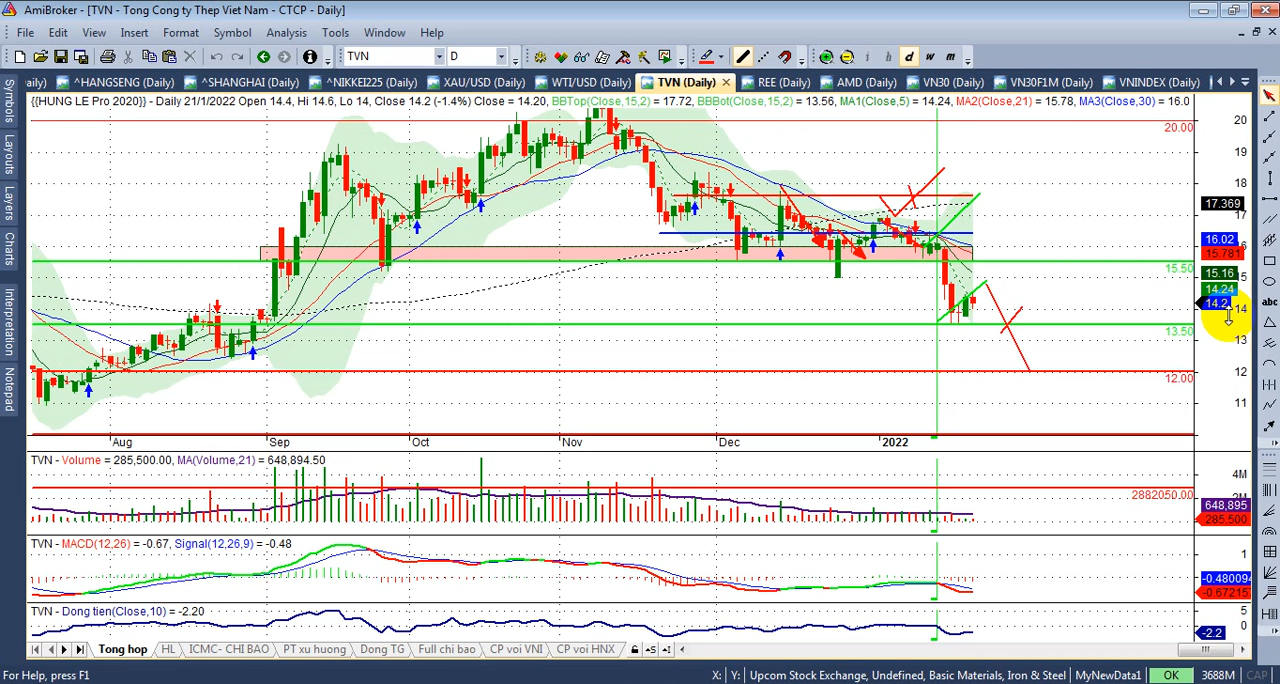 AmiBroker - [TVN - Tong Cong ty Thep Viet Nam - CTCP - Daily]
File Edit View Insert Format Symbol Analysis Tools Window Help
TVN D i h d w m
aily) ^HANGSENG (Daily) ^SHANGHAI (Daily) ^NIKKEI225 (Daily) XAU/USD (Daily) WTI/USD (Daily) TVN (Daily) REE (Daily) AMD (Daily) VN30 (Daily) VN30F1M (Daily) VNINDEX (Daily)
{{HUNG LE Pro 2020}} - Daily 21/1/2022 Open 14.4, Hi 14.6, Lo 14, Close 14.2 (-1.4%) Close = 14.20, BBTop(Close,15,2) = 17.72, BBBot(Close,15,2) = 13.56, MA1(Close,5) = 14.24, MA2(Close,21) = 15.78, MA3(Close,30) = 16.0
Symbols
Layouts
Layers
Charts
Interpretation
Notepad
abc
20
20.00
19
18
17.369
17
16.02
16
15.781
15.50
15.16
15
14.24
14.2
14
13.50
13
12
12.00
11
Aug Sep Oct Nov Dec 2022
TVN - Volume = 285,500.00, MA(Volume,21) = 648,894.50
4M
2882050.00
2M
648,895
285,500
TVN - MACD(12,26) = -0.67, Signal(12,26,9) = -0.48
1
-0.480094
-0.67215
TVN - Dong tien(Close,10) = -2.20
5
0
-2.2
Tong hop HL ICMC- CHI BAO PT xu huong Dong TG Full chi bao CP voi VNI CP voi HNX
For Help, press F1 X: Y: Upcom Stock Exchange, Undefined, Basic Materials, Iron & Steel MyNewData1 OK 3688M CAP